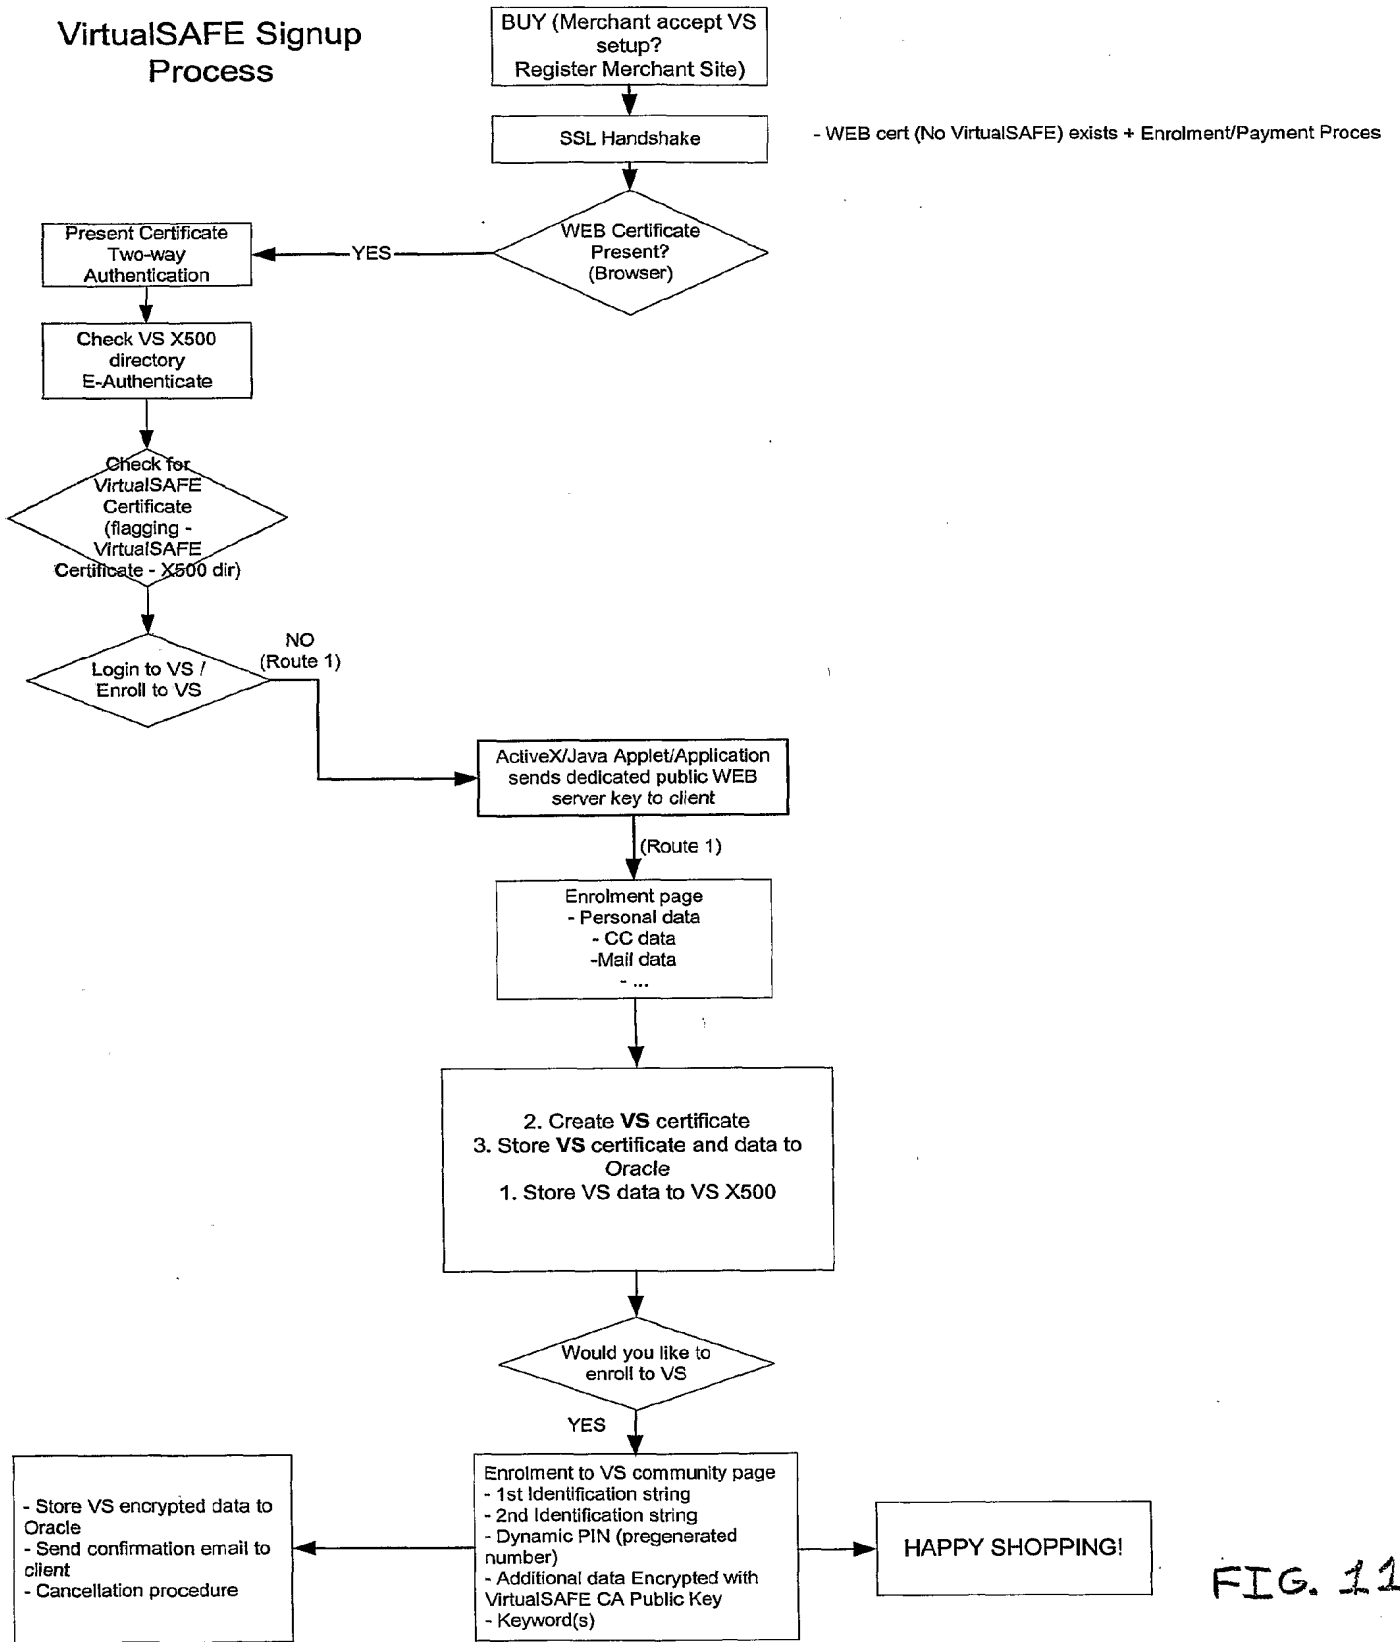 VirtualSAFE Signup
Process
BUY (Merchant accept VS
setup?
Register Merchant Site)
SSL Handshake
- WEB cert (No VirtualSAFE) exists + Enrolment/Payment Proces
WEB Certificate
Present?
(Browser)
YES
Present Certificate
Two-way
Authentication
Check VS X500
directory
E-Authenticate
Check for
VirtualSAFE
Certificate
(flagging -
VirtualSAFE
Certificate - X500 dir)
NO
(Route 1)
Login to VS /
Enroll to VS
ActiveX/Java Applet/Application
sends dedicated public WEB
server key to client
(Route 1)
Enrolment page
- Personal data
- CC data
-Mail data
- ...
2. Create VS certificate
3. Store VS certificate and data to
Oracle
1. Store VS data to VS X500
Would you like to
enroll to VS
YES
- Store VS encrypted data to
Oracle
- Send confirmation email to
client
- Cancellation procedure
Enrolment to VS community page
- 1st Identification string
- 2nd Identification string
- Dynamic PIN (pregenerated
number)
- Additional data Encrypted with
VirtualSAFE CA Public Key
- Keyword(s)
HAPPY SHOPPING!
FIG. 11